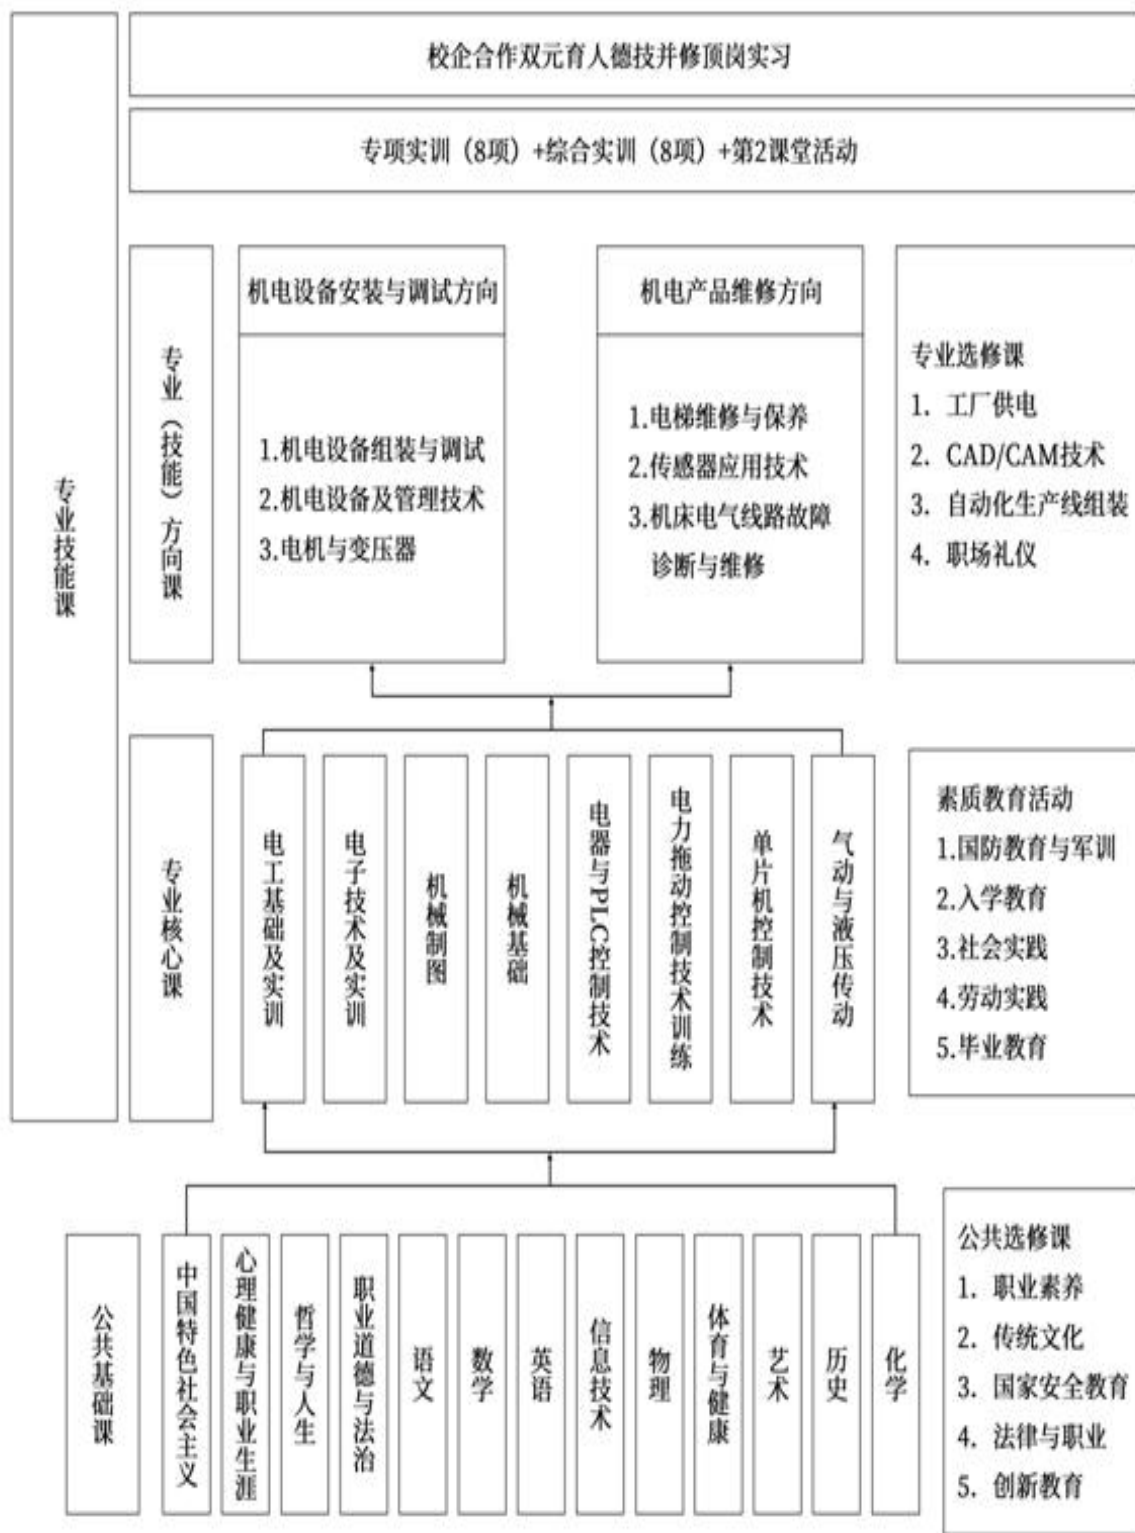 校企合作双元育人德技并修顶岗实习
专项实训（8项）+综合实训（8项）+第2课堂活动
专业技能课
专业（技能）方向课
机电设备安装与调试方向
1.机电设备组装与调试
2.机电设备及管理技术
3.电机与变压器
机电产品维修方向
1.电梯维修与保养
2.传感器应用技术
3.机床电气线路故障
诊断与维修
专业选修课
1. 工厂供电
2. CAD/CAM技术
3. 自动化生产线组装
4. 职场礼仪
专业核心课
电工基础及实训
电子技术及实训
机械制图
机械基础
电器与PLC控制技术
电力拖动控制技术训练
单片机控制技术
气动与液压传动
素质教育活动
1.国防教育与军训
2.入学教育
3.社会实践
4.劳动实践
5.毕业教育
公共基础课
中国特色社会主义
心理健康与职业生涯
哲学与人生
职业道德与法治
语文
数学
英语
信息技术
物理
体育与健康
艺术
历史
化学
公共选修课
1. 职业素养
2. 传统文化
3. 国家安全教育
4. 法律与职业
5. 创新教育